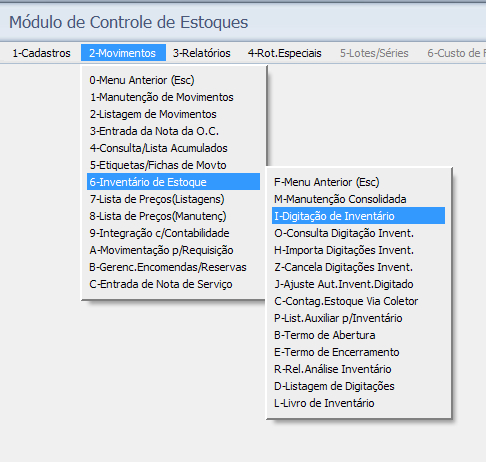 Módulo de Controle de Estoques
1-Cadastros 2-Movimentos 3-Relatórios 4-Rot.Especiais 5-Lotes/Séries 6-Custo de F
0-Menu Anterior (Esc)
1-Manutenção de Movimentos
2-Listagem de Movimentos
3-Entrada da Nota da O.C.
4-Consulta/Lista Acumulados
5-Etiquetas/Fichas de Movto
6-Inventário de Estoque
7-Lista de Preços(Listagens)
8-Lista de Preços(Manutenç)
9-Integração c/Contabilidade
A-Movimentação p/Requisição
B-Gerenc.Encomendas/Reservas
C-Entrada de Nota de Serviço
F-Menu Anterior (Esc)
M-Manutenção Consolidada
I-Digitação de Inventário
O-Consulta Digitação Invent.
H-Importa Digitações Invent.
Z-Cancela Digitações Invent.
J-Ajuste Aut.Invent.Digitado
C-Contag.Estoque Via Coletor
P-List.Auxiliar p/Inventário
B-Termo de Abertura
E-Termo de Encerramento
R-Rel.Análise Inventário
D-Listagem de Digitações
L-Livro de Inventário